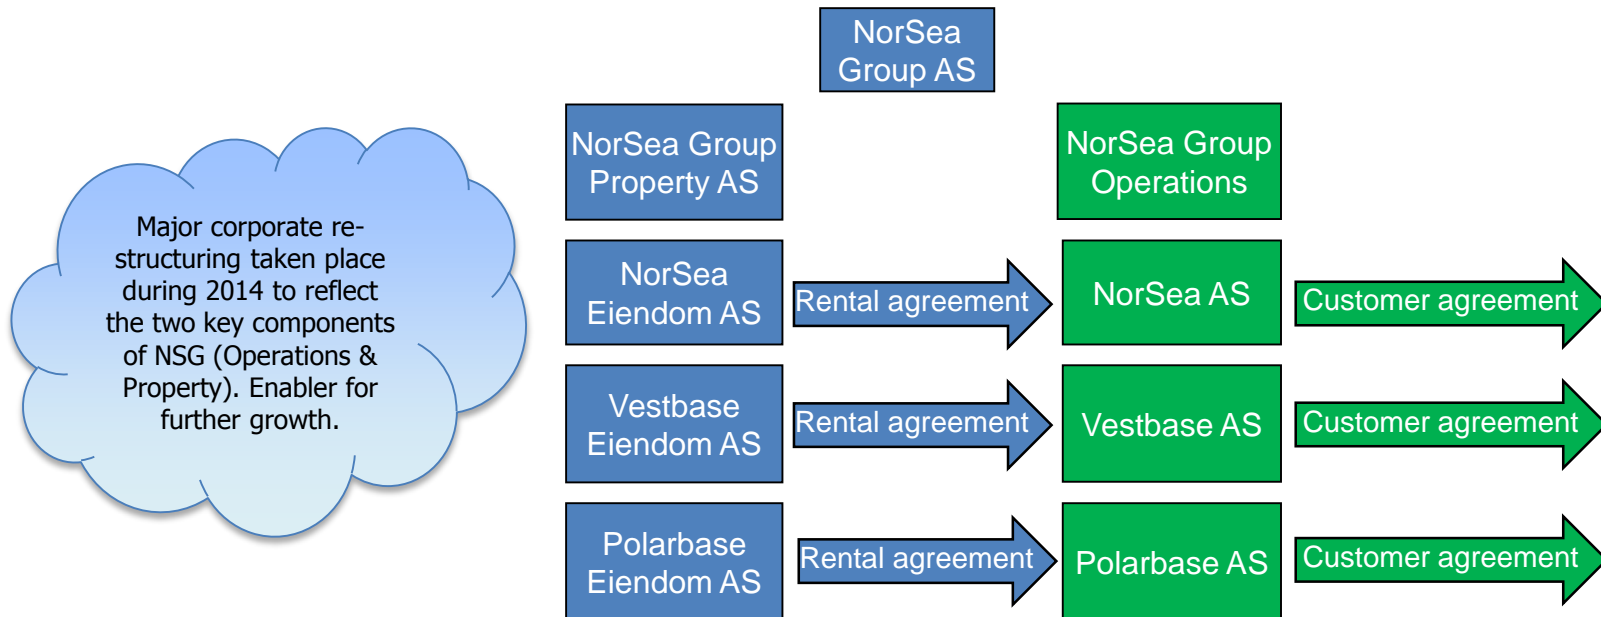 NorSea
Group AS
NorSea Group
Property AS
NorSea Group
Operations
Major corporate re-
structuring taken place
during 2014 to reflect
the two key components
of NSG (Operations &
Property). Enabler for
further growth.
NorSea
Eiendom AS
Rental agreement
NorSea AS
Customer agreement
Vestbase
Eiendom AS
Rental agreement
Vestbase AS
Customer agreement
Polarbase
Eiendom AS
Rental agreement
Polarbase AS
Customer agreement